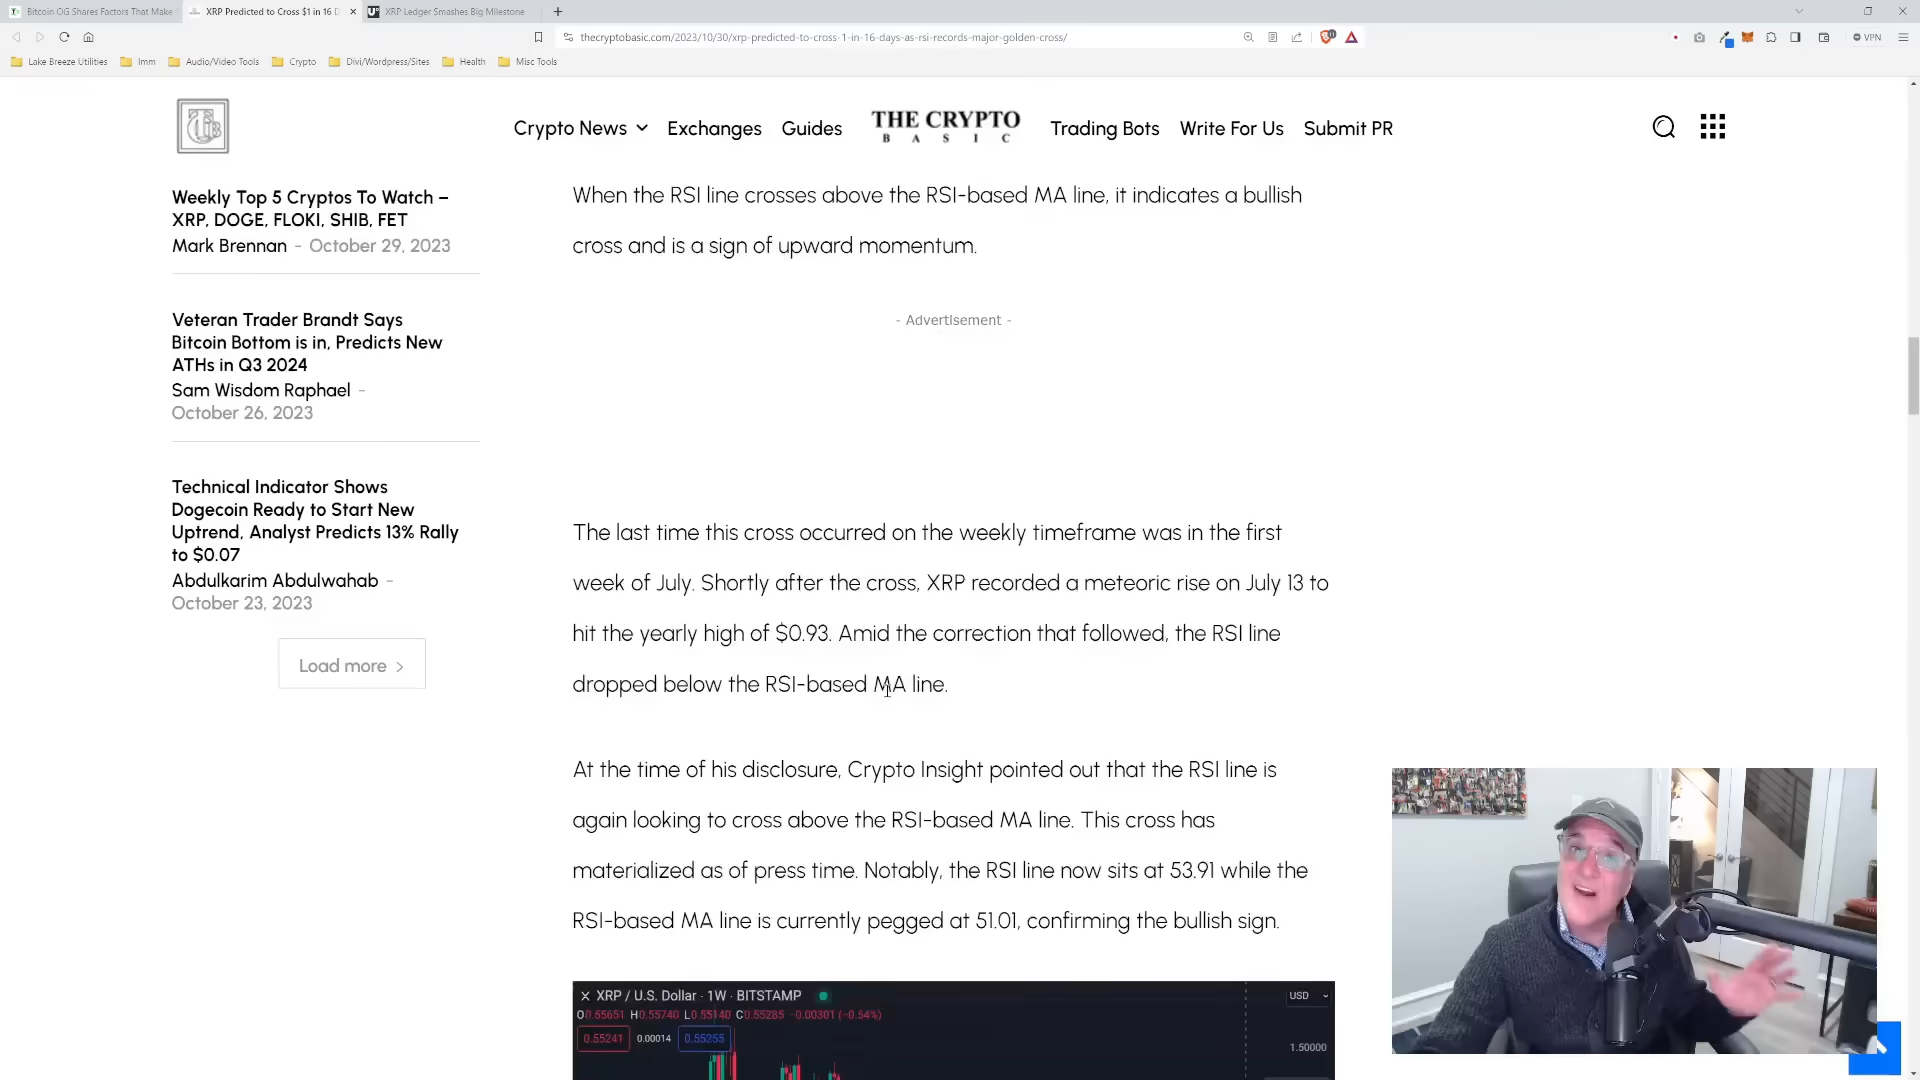 Bitcoin OG Shares Factors That Make
XRP Predicted to Cross $1 in 16 D
XRP Ledger Smashes Big Milestone
thecryptobasic.com/2023/10/30/xrp-predicted-to-cross-1-in-16-days-as-rsi-records-major-golden-cross/
VPN
Lake Breeze Utilities
Imm
Audio/Video Tools
Crypto
Divi/Wordpress/Sites
Health
Misc Tools
Crypto News
Exchanges
Guides
THE CRYPTO
BASIC
Trading Bots
Write For Us
Submit PR
Weekly Top 5 Cryptos To Watch –
XRP, DOGE, FLOKI, SHIB, FET
Mark Brennan - October 29, 2023
Veteran Trader Brandt Says
Bitcoin Bottom is in, Predicts New
ATHs in Q3 2024
Sam Wisdom Raphael -
October 26, 2023
Technical Indicator Shows
Dogecoin Ready to Start New
Uptrend, Analyst Predicts 13% Rally
to $0.07
Abdulkarim Abdulwahab -
October 23, 2023
Load more >
When the RSI line crosses above the RSI-based MA line, it indicates a bullish
cross and is a sign of upward momentum.
- Advertisement -
The last time this cross occurred on the weekly timeframe was in the first
week of July. Shortly after the cross, XRP recorded a meteoric rise on July 13 to
hit the yearly high of $0.93. Amid the correction that followed, the RSI line
dropped below the RSI-based MA line.
At the time of his disclosure, Crypto Insight pointed out that the RSI line is
again looking to cross above the RSI-based MA line. This cross has
materialized as of press time. Notably, the RSI line now sits at 53.91 while the
RSI-based MA line is currently pegged at 51.01, confirming the bullish sign.
XRP / U.S. Dollar · 1W · BITSTAMP
USD
O0.55651 H0.55740 L0.55140 C0.55285 -0.00301 (-0.54%)
0.55241
0.00014
0.55255
1.50000